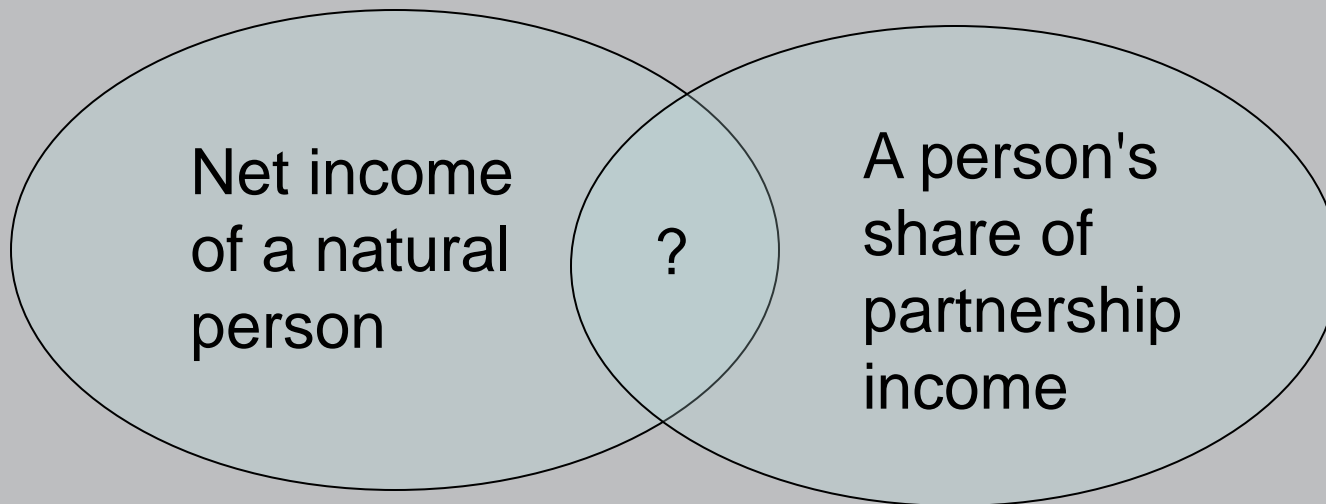 Net income
of a natural
person
?
A person's
share of
partnership
income